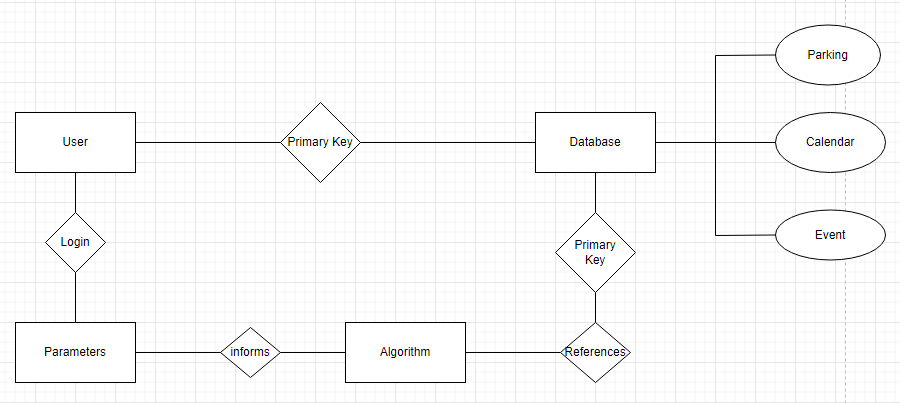 Parking
User
Primary Key
Database
Calendar
Login
Primary
Key
Event
Parameters
informs
Algorithm
References